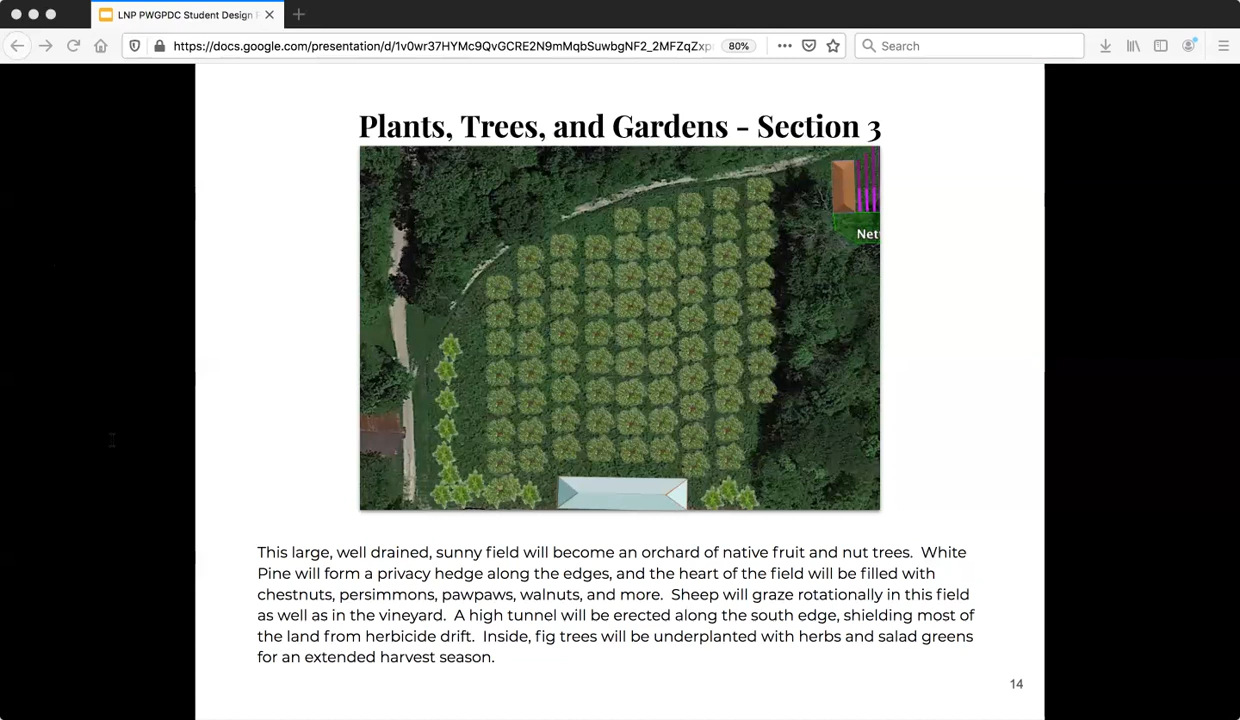 LNP PWGPDC Student Design
https://docs.google.com/presentation/d/1v0wr37HYMc9QvGCRE2N9mMqbSuwbgNF2_2MFZqZxp
80%
Search
Plants, Trees, and Gardens - Section 3
Net
This large, well drained, sunny field will become an orchard of native fruit and nut trees. White
Pine will form a privacy hedge along the edges, and the heart of the field will be filled with
chestnuts, persimmons, pawpaws, walnuts, and more. Sheep will graze rotationally in this field
as well as in the vineyard. A high tunnel will be erected along the south edge, shielding most of
the land from herbicide drift. Inside, fig trees will be underplanted with herbs and salad greens
for an extended harvest season.
14